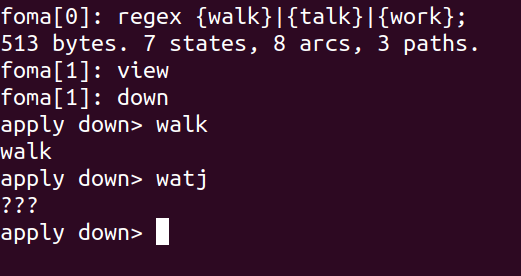 foma[0]: regex {walk}|{talk}|{work};
513 bytes. 7 states, 8 arcs, 3 paths.
foma[1]: view
foma[1]: down
apply down> walk
walk
apply down> watj
???
apply down>